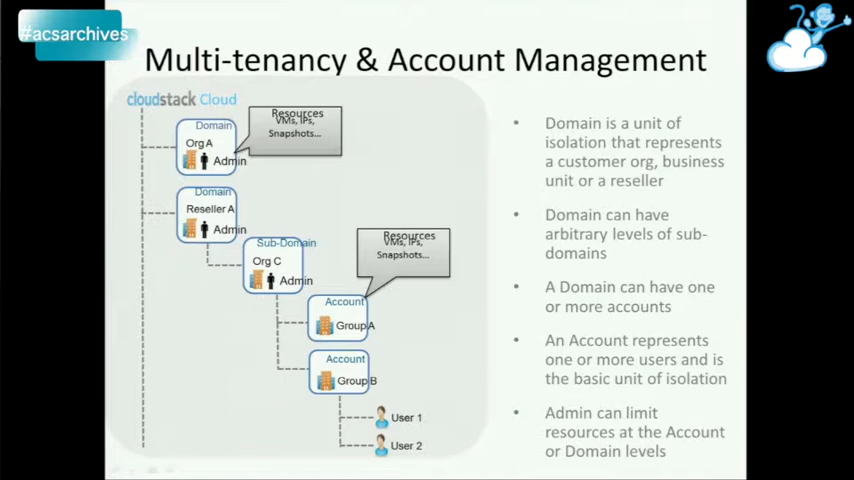 #acsarchives
Multi-tenancy & Account Management
cloudstack Cloud
Domain
Org A
Admin
Resources
VMs, IPs,
Snapshots...
Domain
Reseller A
Admin
Sub-Domain
Org C
Admin
Resources
VMs, IPs,
Snapshots...
Account
Group A
Account
Group B
User 1
User 2
• Domain is a unit of
isolation that represents
a customer org, business
unit or a reseller
• Domain can have
arbitrary levels of sub-
domains
• A Domain can have one
or more accounts
• An Account represents
one or more users and is
the basic unit of isolation
• Admin can limit
resources at the Account
or Domain levels